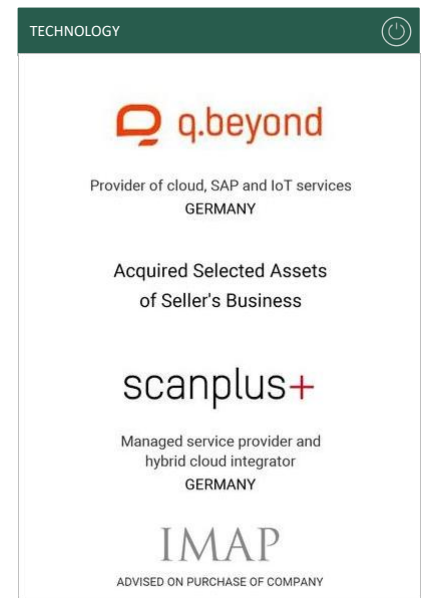 TECHNOLOGY
q.beyond
Provider of cloud, SAP and IoT services
GERMANY
Acquired Selected Assets
of Seller's Business
scanplus+
Managed service provider and
hybrid cloud integrator
GERMANY
IMAP
ADVISED ON PURCHASE OF COMPANY